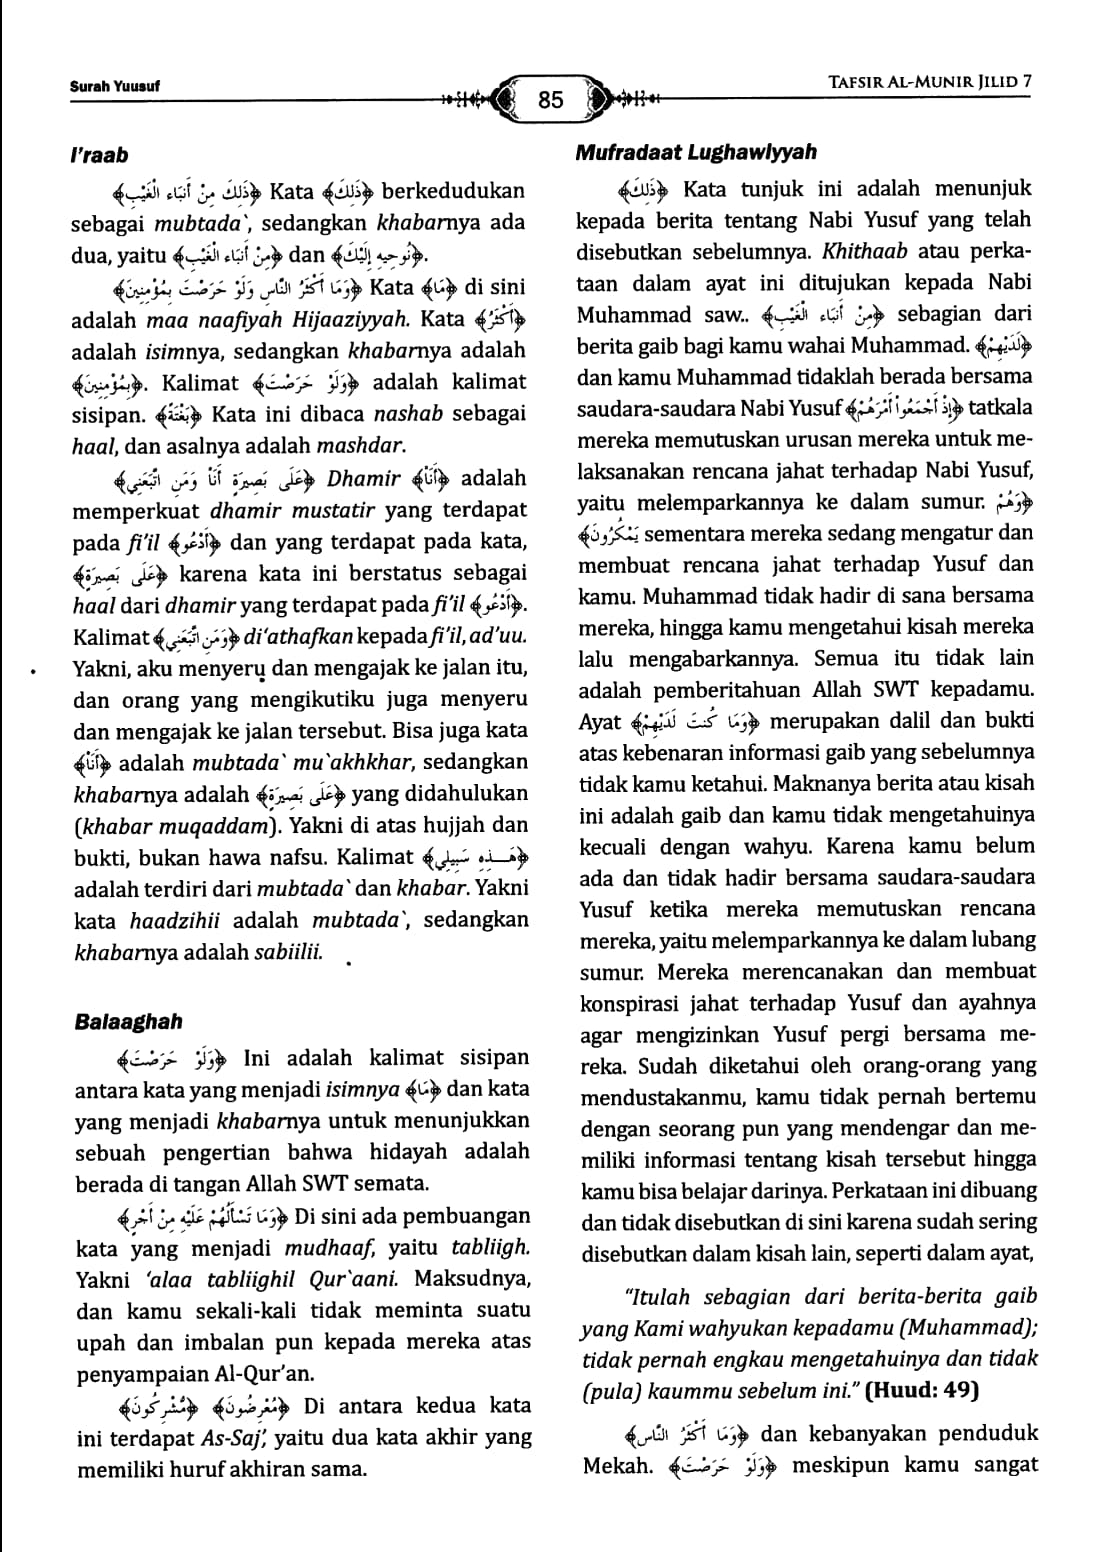 Surah Yuusuf
85
TAFSIR AL-MUNIR JILID 7
I'raab
﴿ذَلِكَ مِنْ أَنبَاء الْغَيْبِ﴾ Kata ﴿ذَلِكَ﴾ berkedudukan
sebagai mubtada`, sedangkan khabarnya ada
dua, yaitu ﴿مِنْ أَنبَاء الْغَيْبِ﴾ dan ﴿نُوحِيهِ إِلَيْكَ﴾.
﴿وَمَا أَكْثَرُ النَّاسِ وَلَوْ حَرَصْتَ بِمُؤْمِنِينَ﴾ Kata ﴿مَا﴾ di sini
adalah maa naafiyah Hijaaziyyah. Kata ﴿أَكْثَرُ﴾
adalah isimnya, sedangkan khabarnya adalah
﴿بِمُؤْمِنِينَ﴾. Kalimat ﴿وَلَوْ حَرَصْتَ﴾ adalah kalimat
sisipan. ﴿بَغْتَةً﴾ Kata ini dibaca nashab sebagai
haal, dan asalnya adalah mashdar.
﴿عَلَى بَصِيرَةٍ أَنَاْ وَمَنِ اتَّبَعَنِي﴾ Dhamir ﴿أَنَاْ﴾ adalah
memperkuat dhamir mustatir yang terdapat
pada fi'il ﴿أَدْعُو﴾ dan yang terdapat pada kata,
﴿عَلَى بَصِيرَةٍ﴾ karena kata ini berstatus sebagai
haal dari dhamir yang terdapat pada fi'il ﴿أَدْعُو﴾.
Kalimat ﴿وَمَنِ اتَّبَعَنِي﴾ di'athafkan kepada fi'il, ad'uu.
Yakni, aku menyeru dan mengajak ke jalan itu,
dan orang yang mengikutiku juga menyeru
dan mengajak ke jalan tersebut. Bisa juga kata
﴿أَنَاْ﴾ adalah mubtada` mu`akhkhar, sedangkan
khabarnya adalah ﴿عَلَى بَصِيرَةٍ﴾ yang didahulukan
(khabar muqaddam). Yakni di atas hujjah dan
bukti, bukan hawa nafsu. Kalimat ﴿هَـذِهِ سَبِيلِي﴾
adalah terdiri dari mubtada` dan khabar. Yakni
kata haadzihii adalah mubtada`, sedangkan
khabarnya adalah sabiilii.
Balaaghah
﴿وَلَوْ حَرَصْتَ﴾ Ini adalah kalimat sisipan
antara kata yang menjadi isimnya ﴿مَا﴾ dan kata
yang menjadi khabarnya untuk menunjukkan
sebuah pengertian bahwa hidayah adalah
berada di tangan Allah SWT semata.
﴿وَمَا تَسْأَلُهُمْ عَلَيْهِ مِنْ أَجْرٍ﴾ Di sini ada pembuangan
kata yang menjadi mudhaaf, yaitu tabliigh.
Yakni 'alaa tabliighil Qur`aani. Maksudnya,
dan kamu sekali-kali tidak meminta suatu
upah dan imbalan pun kepada mereka atas
penyampaian Al-Qur'an.
﴿مُعْرِضُونَ﴾ ﴿مُّشْرِكُونَ﴾ Di antara kedua kata
ini terdapat As-Saj', yaitu dua kata akhir yang
memiliki huruf akhiran sama.
Mufradaat Lughawiyyah
﴿ذَلِكَ﴾ Kata tunjuk ini adalah menunjuk
kepada berita tentang Nabi Yusuf yang telah
disebutkan sebelumnya. Khithaab atau perka-
taan dalam ayat ini ditujukan kepada Nabi
Muhammad saw.. ﴿مِنْ أَنبَاء الْغَيْبِ﴾ sebagian dari
berita gaib bagi kamu wahai Muhammad. ﴿لَدَيْهِمْ﴾
dan kamu Muhammad tidaklah berada bersama
saudara-saudara Nabi Yusuf ﴿إِذْ أَجْمَعُواْ أَمْرَهُمْ﴾ tatkala
mereka memutuskan urusan mereka untuk me-
laksanakan rencana jahat terhadap Nabi Yusuf,
yaitu melemparkannya ke dalam sumur. ﴿وَهُمْ
يَمْكُرُونَ﴾ sementara mereka sedang mengatur dan
membuat rencana jahat terhadap Yusuf dan
kamu. Muhammad tidak hadir di sana bersama
mereka, hingga kamu mengetahui kisah mereka
lalu mengabarkannya. Semua itu tidak lain
adalah pemberitahuan Allah SWT kepadamu.
Ayat ﴿وَمَا كُنتَ لَدَيْهِمْ﴾ merupakan dalil dan bukti
atas kebenaran informasi gaib yang sebelumnya
tidak kamu ketahui. Maknanya berita atau kisah
ini adalah gaib dan kamu tidak mengetahuinya
kecuali dengan wahyu. Karena kamu belum
ada dan tidak hadir bersama saudara-saudara
Yusuf ketika mereka memutuskan rencana
mereka, yaitu melemparkannya ke dalam lubang
sumur. Mereka merencanakan dan membuat
konspirasi jahat terhadap Yusuf dan ayahnya
agar mengizinkan Yusuf pergi bersama me-
reka. Sudah diketahui oleh orang-orang yang
mendustakanmu, kamu tidak pernah bertemu
dengan seorang pun yang mendengar dan me-
miliki informasi tentang kisah tersebut hingga
kamu bisa belajar darinya. Perkataan ini dibuang
dan tidak disebutkan di sini karena sudah sering
disebutkan dalam kisah lain, seperti dalam ayat,
"Itulah sebagian dari berita-berita gaib
yang Kami wahyukan kepadamu (Muhammad);
tidak pernah engkau mengetahuinya dan tidak
(pula) kaummu sebelum ini." (Huud: 49)
﴿وَمَا أَكْثَرُ النَّاسِ﴾ dan kebanyakan penduduk
Mekah. ﴿وَلَوْ حَرَصْتَ﴾ meskipun kamu sangat